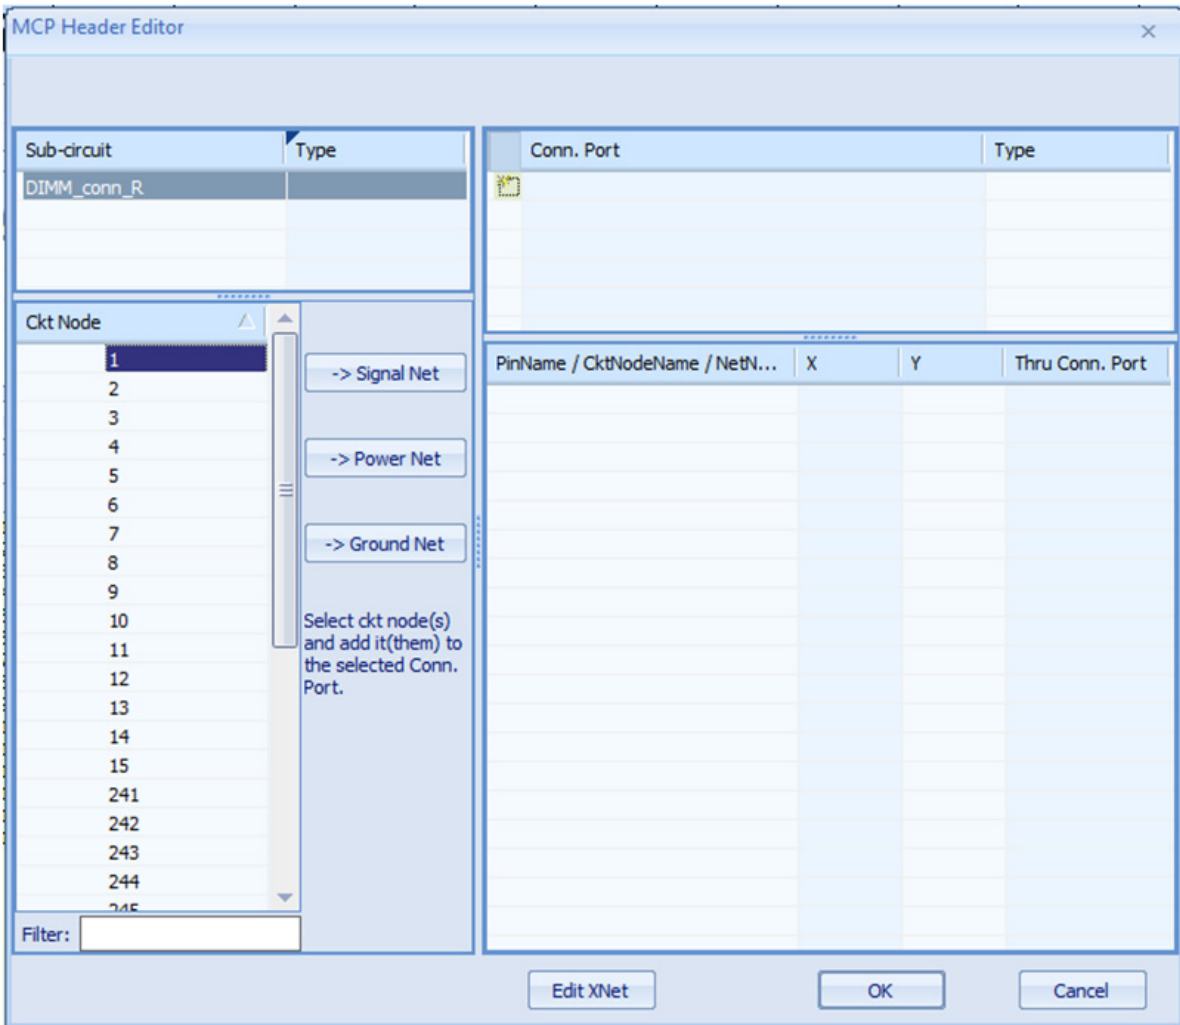 MCP Header Editor
Sub-circuit Type
DIMM_conn_R
Conn. Port Type
Ckt Node
1
2
3
4
5
6
7
8
9
10
11
12
13
14
15
241
242
243
244
245
Filter:
-> Signal Net
-> Power Net
-> Ground Net
Select ckt node(s)
and add it(them) to
the selected Conn.
Port.
PinName / CktNodeName / NetN... X Y Thru Conn. Port
Edit XNet OK Cancel